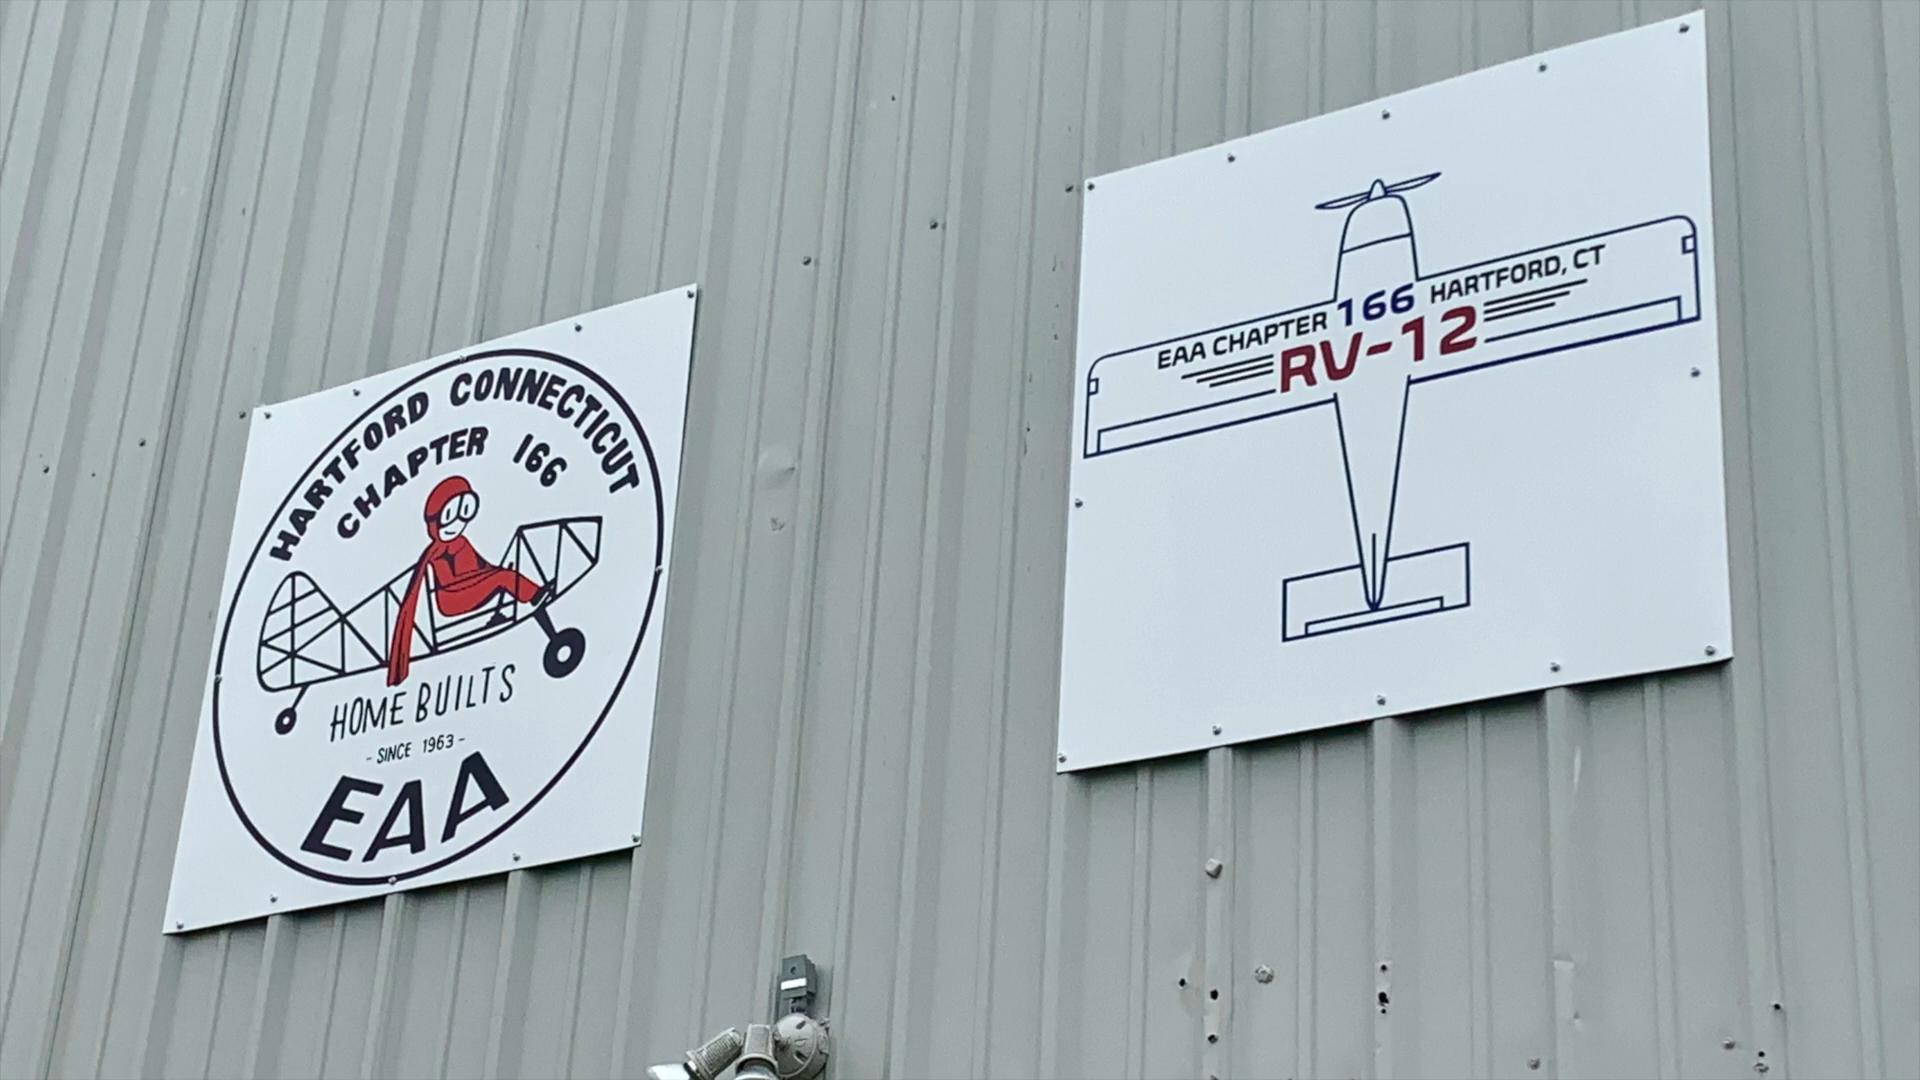 HARTFORD CONNECTICUT
CHAPTER 166
HOME BUILTS
- SINCE 1963 -
EAA
EAA CHAPTER 166 HARTFORD, CT
RV-12